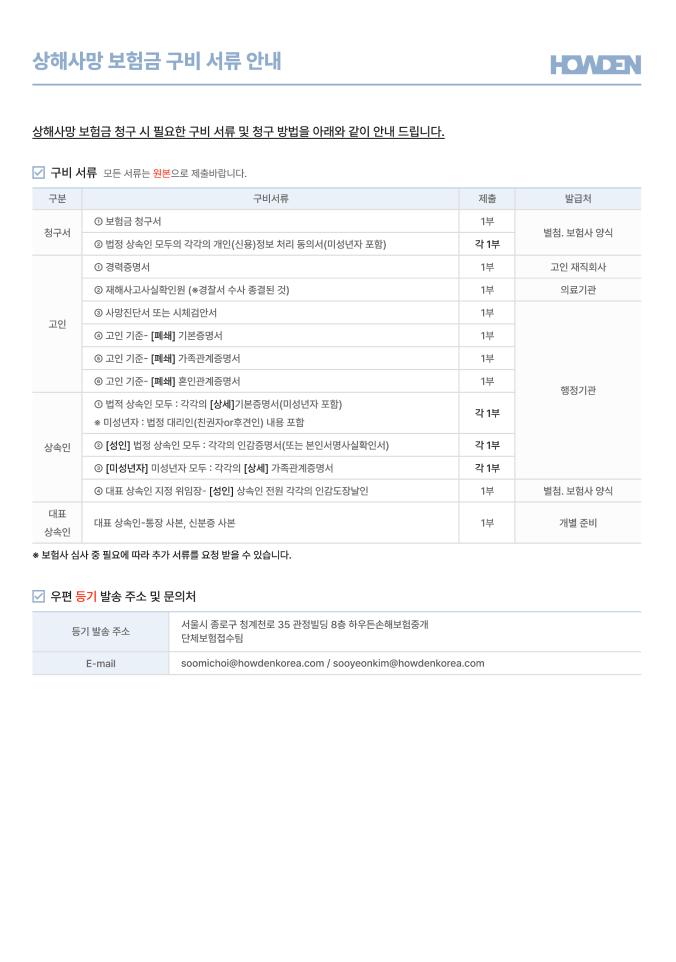 상해사망 보험금 구비 서류 안내
HOWDEN
상해사망 보험금 청구 시 필요한 구비 서류 및 청구 방법을 아래와 같이 안내 드립니다.
구비 서류 모든 서류는 원본으로 제출바랍니다.
구분 구비서류 제출 발급처
청구서
① 보험금 청구서 1부
별첨. 보험사 양식
② 법정 상속인 모두의 각각의 개인(신용)정보 처리 동의서(미성년자 포함) 각 1부
고인
① 경력증명서 1부 고인 재직회사
② 재해사고사실확인원 (※경찰서 수사 종결된 것) 1부 의료기관
③ 사망진단서 또는 시체검안서 1부
행정기관
④ 고인 기준- [폐쇄] 기본증명서 1부
⑤ 고인 기준- [폐쇄] 가족관계증명서 1부
⑥ 고인 기준- [폐쇄] 혼인관계증명서 1부
상속인
① 법적 상속인 모두 : 각각의 [상세]기본증명서(미성년자 포함)
※ 미성년자 : 법정 대리인(친권자or후견인) 내용 포함
각 1부
② [성인] 법정 상속인 모두 : 각각의 인감증명서(또는 본인서명사실확인서) 각 1부
③ [미성년자] 미성년자 모두 : 각각의 [상세] 가족관계증명서 각 1부
④ 대표 상속인 지정 위임장- [성인] 상속인 전원 각각의 인감도장날인 1부 별첨. 보험사 양식
대표
상속인
대표 상속인-통장 사본, 신분증 사본 1부 개별 준비
※ 보험사 심사 중 필요에 따라 추가 서류를 요청 받을 수 있습니다.
우편 등기 발송 주소 및 문의처
등기 발송 주소
서울시 종로구 청계천로 35 관정빌딩 8층 하우든손해보험중개
단체보험접수팀
E-mail soomichoi@howdenkorea.com / sooyeonkim@howdenkorea.com